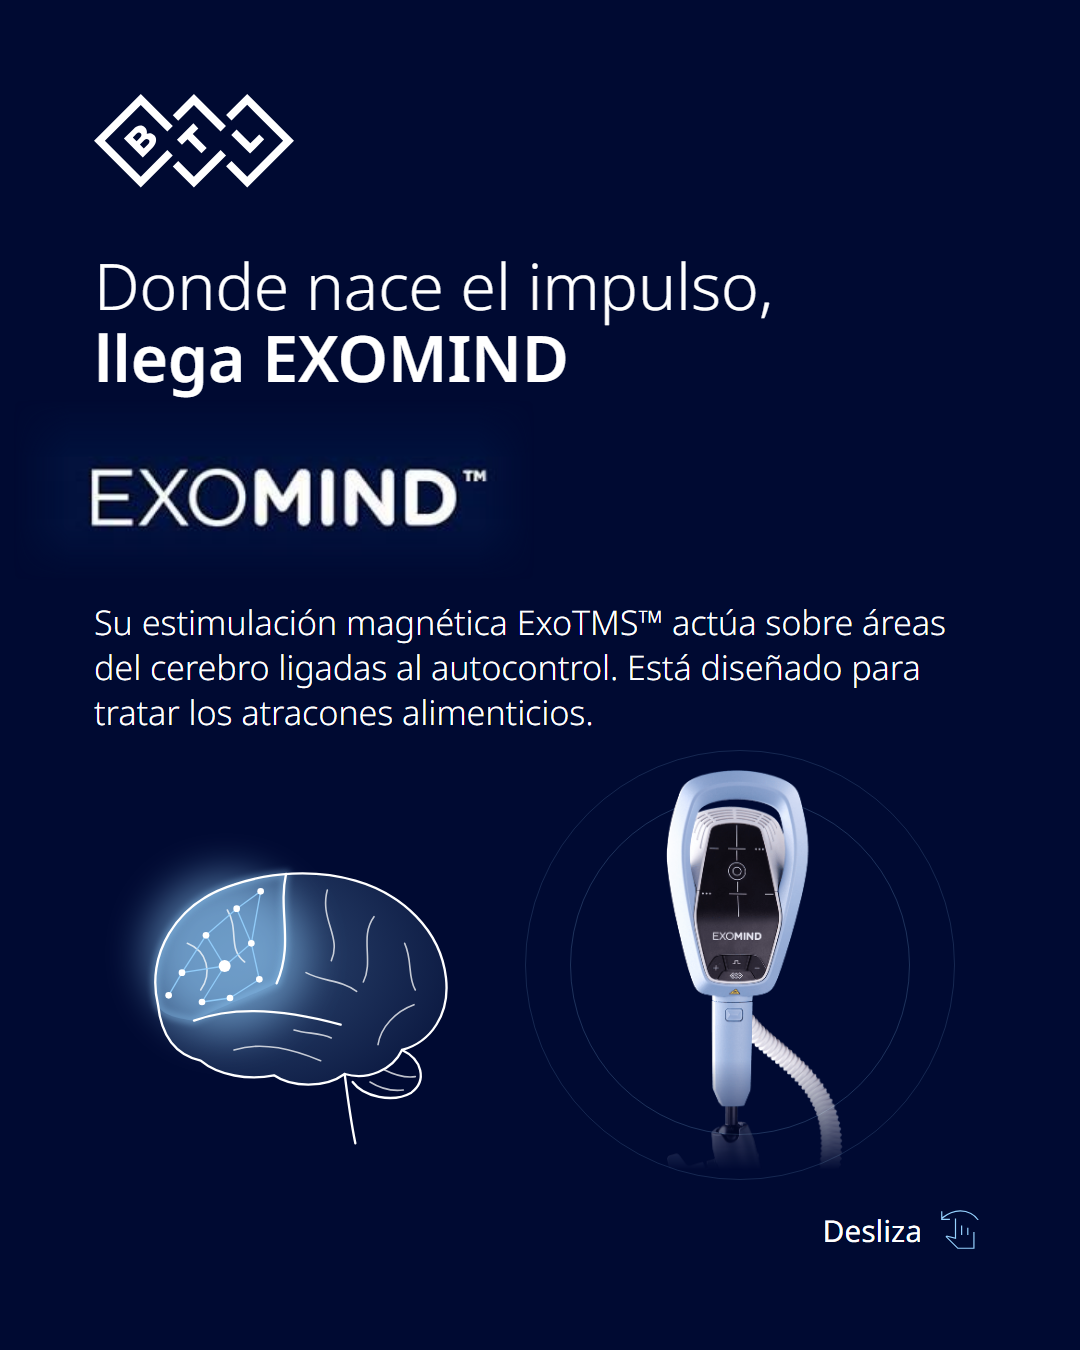 BTL
Donde nace el impulso,
llega EXOMIND
EXOMIND™
Su estimulación magnética ExoTMS™ actúa sobre áreas
del cerebro ligadas al autocontrol. Está diseñado para
tratar los atracones alimenticios.
EXOMIND
Desliza